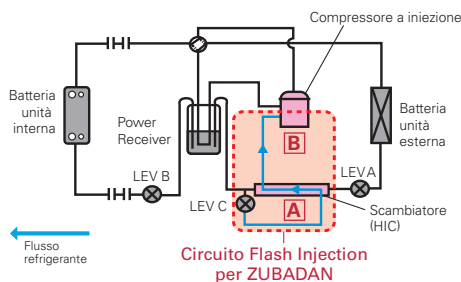 Compressore a iniezione
Batteria
unità
interna
Power
Receiver
Batteria
unità
esterna
B
LEV B
LEV A
LEV C
A
Scambiatore
(HIC)
Flusso
refrigerante
Circuito Flash Injection
per ZUBADAN